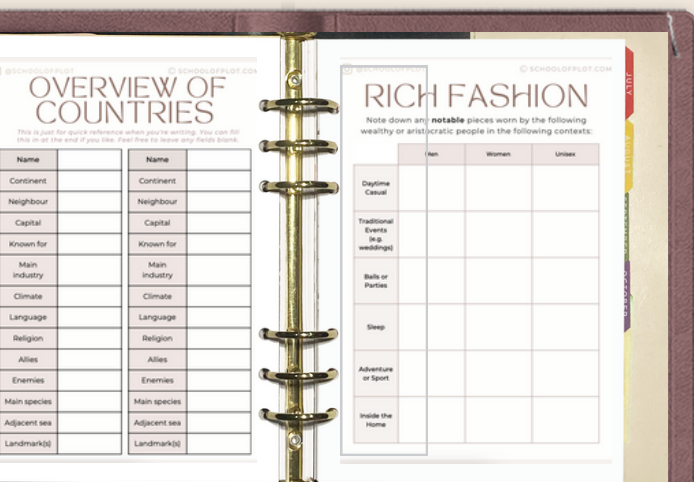 @SCHOOLOFPLOT
© SCHOOLOFPLOT.COM
OVERVIEW OF
COUNTRIES
This is just for quick reference when you're writing. You can fill
this in at the end if you like. Feel free to leave any fields blank.
Name Name
Continent Continent
Neighbour Neighbour
Capital Capital
Known for Known for
Main Main
industry industry
Climate Climate
Language Language
Religion Religion
Allies Allies
Enemies Enemies
Main species Main species
Adjacent sea Adjacent sea
Landmark(s) Landmark(s)
@SCHOOLOFPLOT
© SCHOOLOFPLOT.COM
RICH FASHION
Note down any notable pieces worn by the following
wealthy or aristocratic people in the following contexts:
Men Women Unisex
Daytime
Casual
Traditional
Events
(e.g.
weddings)
Balls or
Parties
Sleep
Adventure
or Sport
Inside the
Home
JULY
OCTOBER